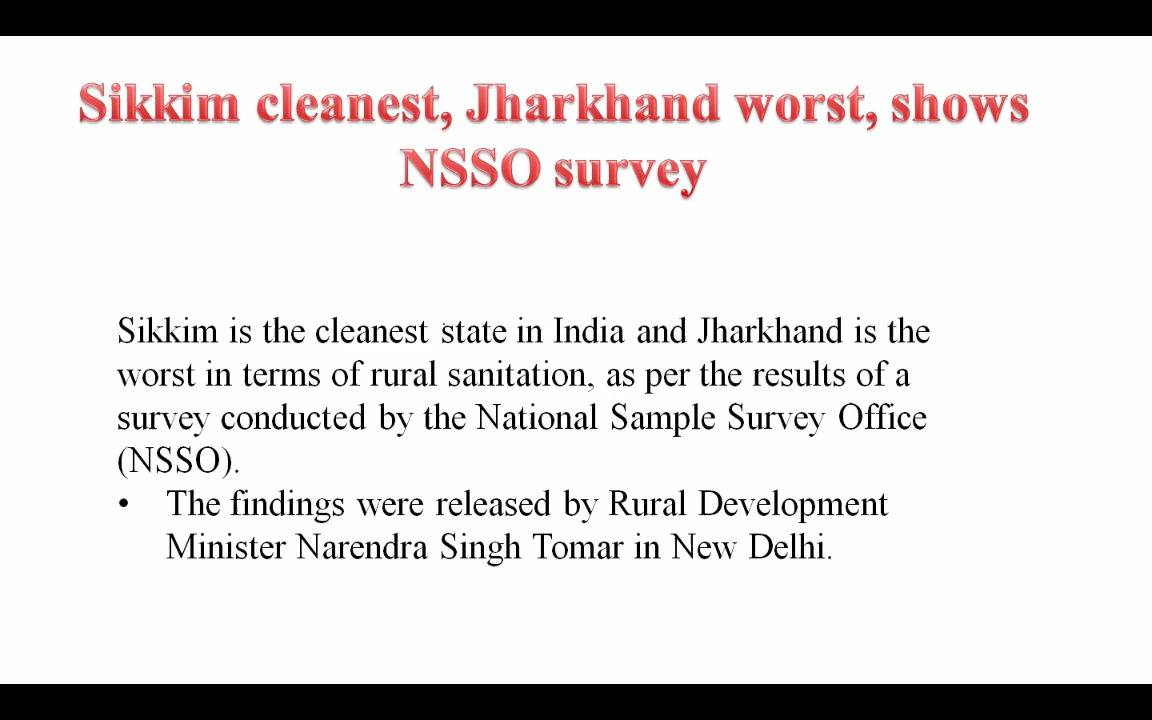 Sikkim cleanest, Jharkhand worst, shows
NSSO survey
Sikkim is the cleanest state in India and Jharkhand is the
worst in terms of rural sanitation, as per the results of a
survey conducted by the National Sample Survey Office
(NSSO).
• The findings were released by Rural Development
Minister Narendra Singh Tomar in New Delhi.